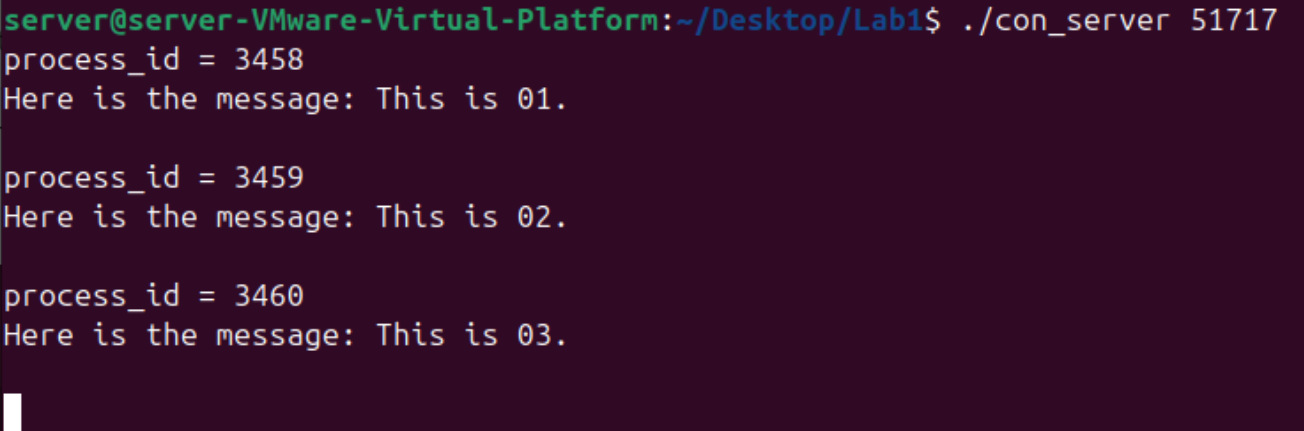 server@server-VMware-Virtual-Platform:~/Desktop/Lab1$ ./con_server 51717
process_id = 3458
Here is the message: This is 01.
process_id = 3459
Here is the message: This is 02.
process_id = 3460
Here is the message: This is 03.